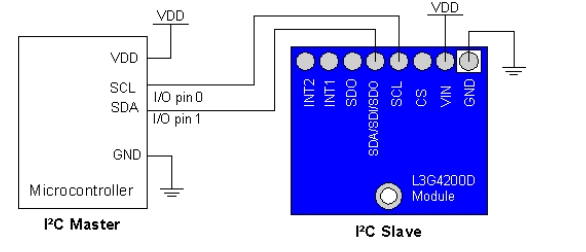 VDD
VDD
SCL
SDA
I/O pin 0
I/O pin 1
GND
Microcontroller
I²C Master
VDD
INT2
INT1
SDO
SDA/SDI/SDO
SCL
CS
VIN
GND
L3G4200D
Module
I²C Slave